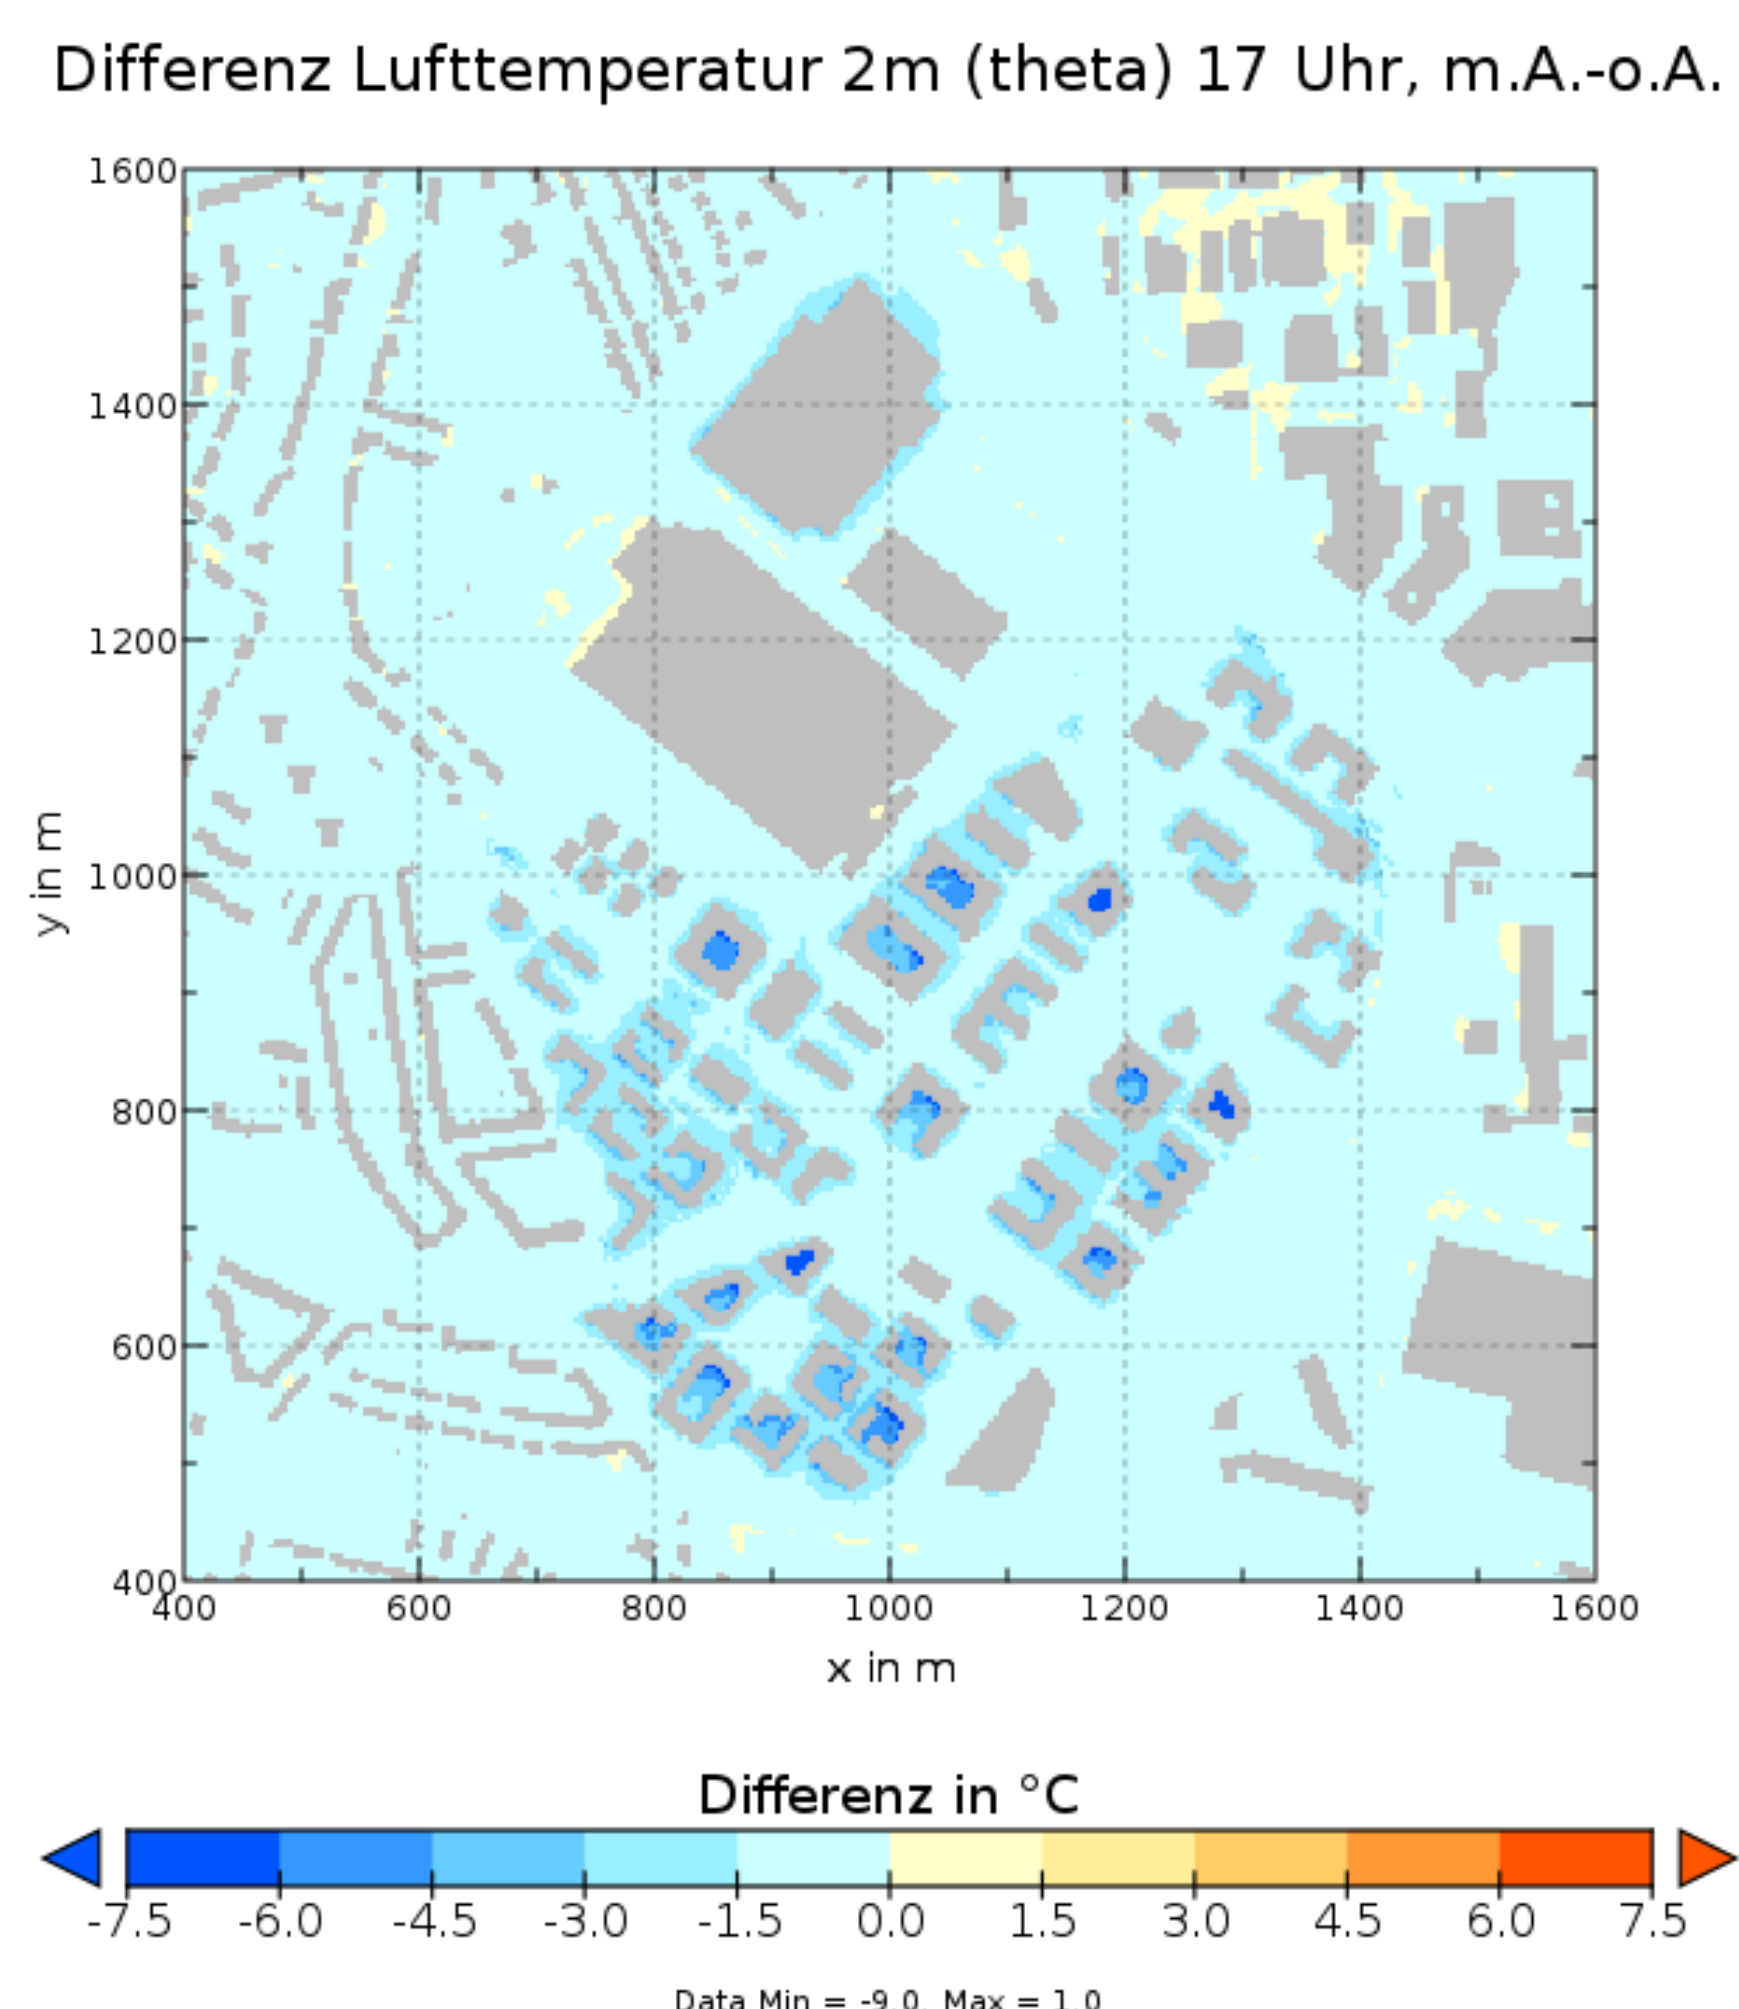 Differenz Lufttemperatur 2m (theta) 17 Uhr, m.A.-o.A.
1600
1400
1200
1000
800
600
400
y in m
400 600 800 1000 1200 1400 1600
x in m
Differenz in °C
-7.5 -6.0 -4.5 -3.0 -1.5 0.0 1.5 3.0 4.5 6.0 7.5
Data Min = -9.0, Max = 1.0